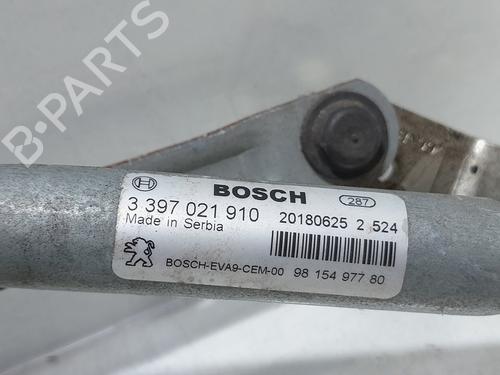 B-PARTS
BOSCH
287
3 397 021 910
Made in Serbia
20180625 2 524
BOSCH-EVA9-CEM-00 98 154 977 80